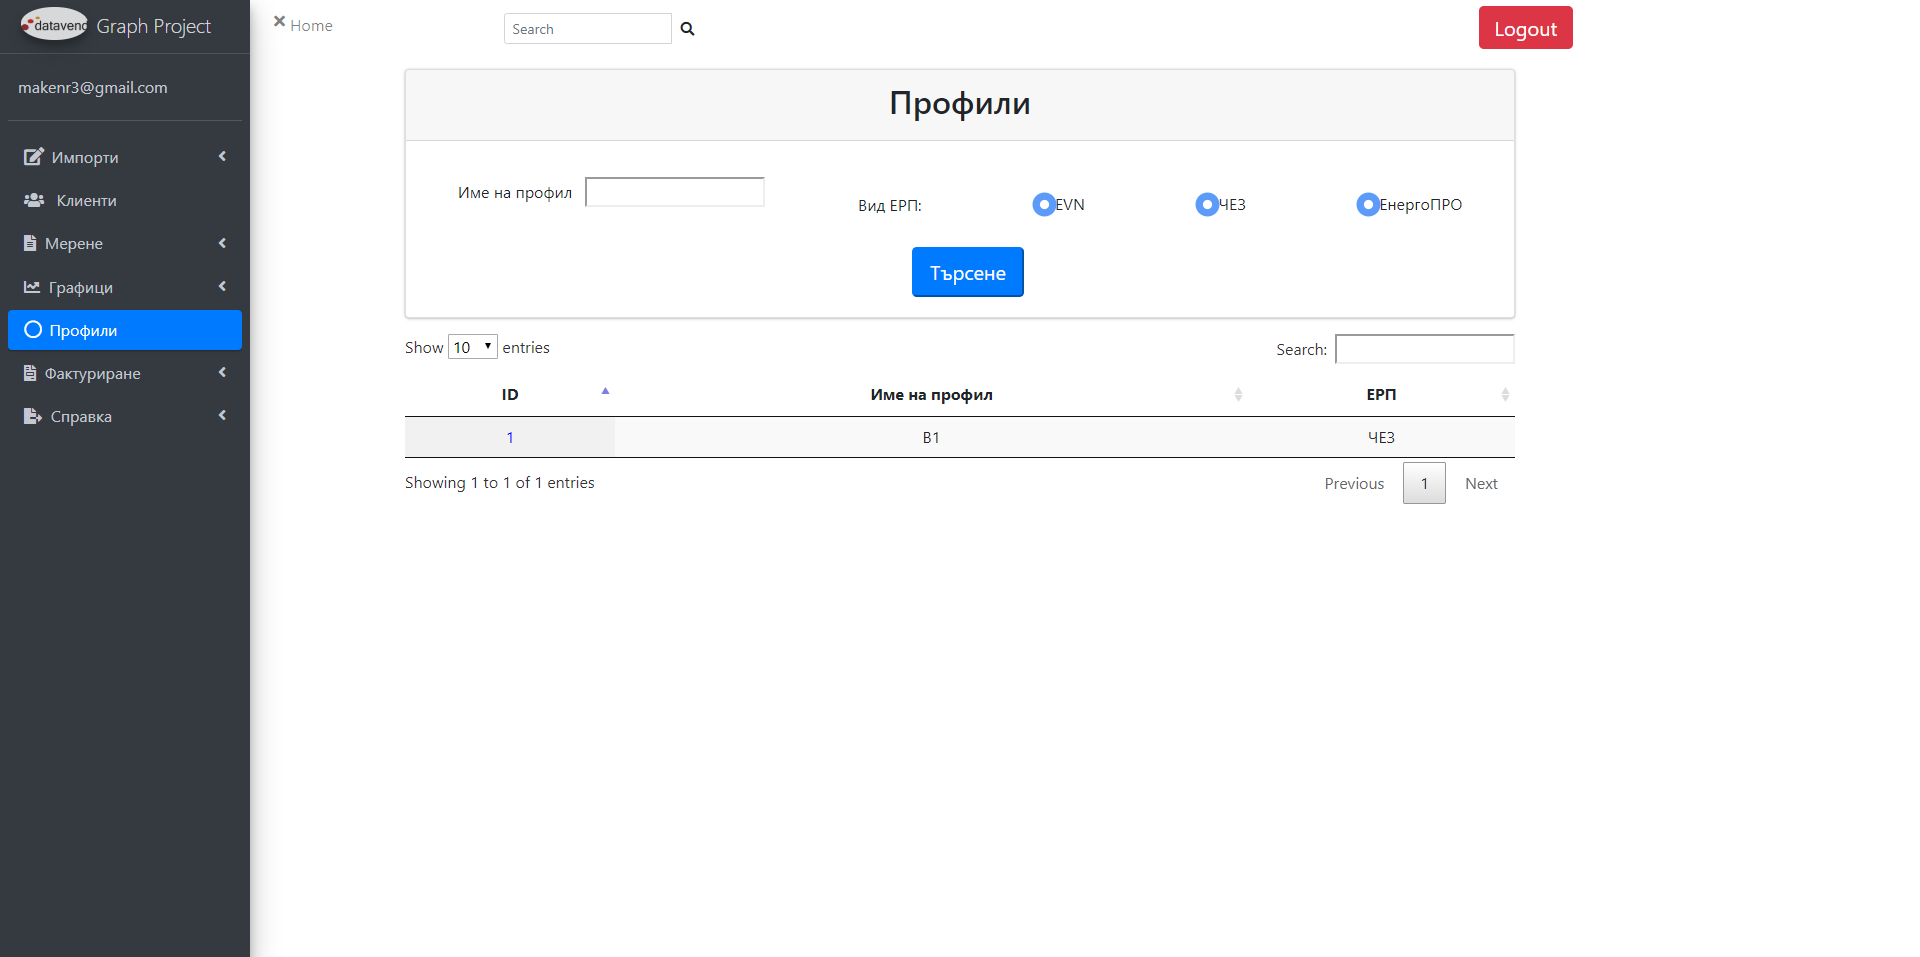 datavend Graph Project
makenr3@gmail.com
Импорти
Клиенти
Мерене
Графици
Профили
Фактуриране
Справка
Home
Search
Logout
Профили
Име на профил
Вид ЕРП:
EVN
ЧЕЗ
ЕнергоПРО
Търсене
Show 10 entries
Search:
ID Име на профил ЕРП
1 B1 ЧЕЗ
Showing 1 to 1 of 1 entries
Previous 1 Next